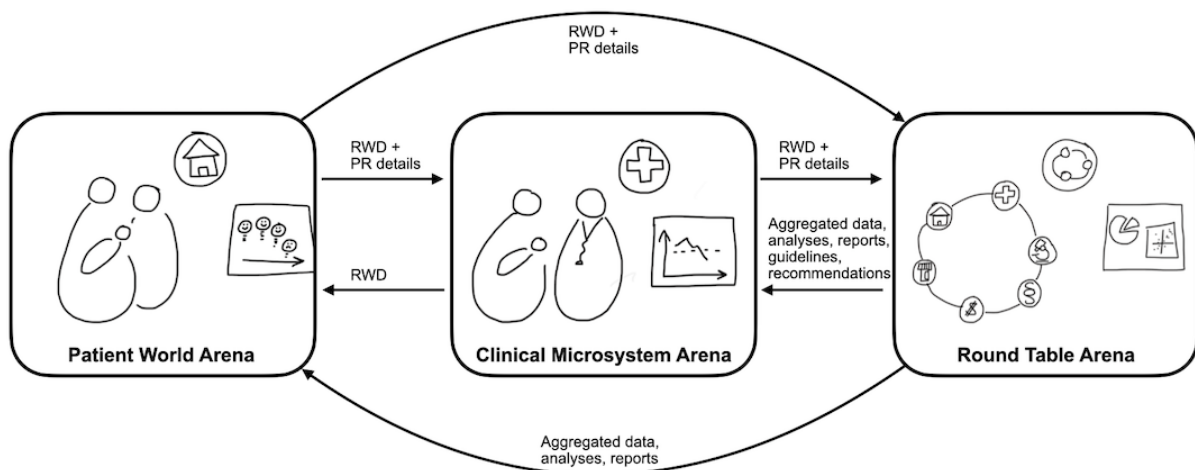 RWD +
PR details
RWD +
PR details
RWD +
PR details
Aggregated data,
analyses, reports,
guidelines,
recommendations
RWD
Patient World Arena
Clinical Microsystem Arena
Round Table Arena
Aggregated data,
analyses, reports